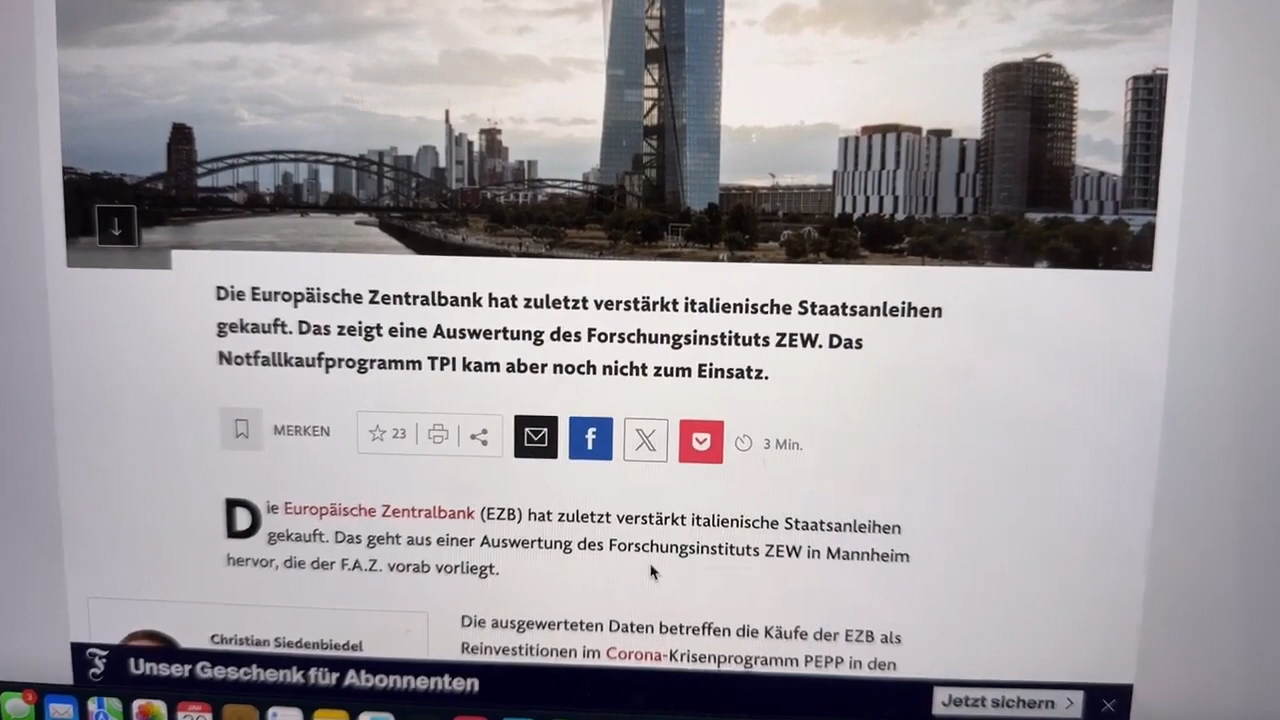 Die Europäische Zentralbank hat zuletzt verstärkt italienische Staatsanleihen
gekauft. Das zeigt eine Auswertung des Forschungsinstituts ZEW. Das
Notfallkaufprogramm TPI kam aber noch nicht zum Einsatz.
MERKEN 23 3 Min.
Die Europäische Zentralbank (EZB) hat zuletzt verstärkt italienische Staatsanleihen
gekauft. Das geht aus einer Auswertung des Forschungsinstituts ZEW in Mannheim
hervor, die der F.A.Z. vorab vorliegt.
Christian Siedenbiedel
Die ausgewerteten Daten betreffen die Käufe der EZB als
Reinvestitionen im Corona-Krisenprogramm PEPP in den
Unser Geschenk für Abonnenten
Jetzt sichern
3
JAN